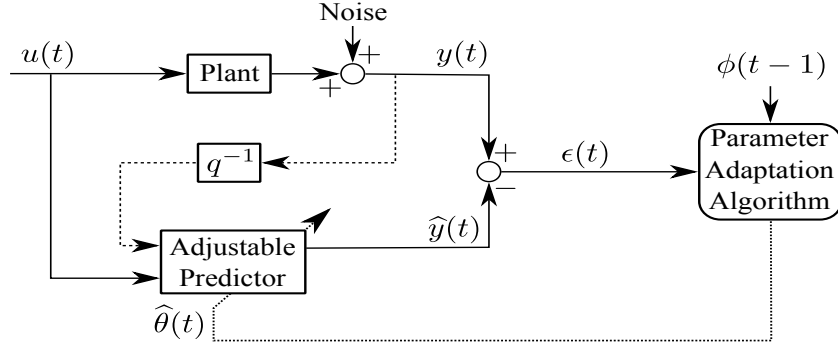 Noise
u(t)
+
y(t)
Plant
+
ϕ(t − 1)
q⁻¹
+
ϵ(t)
−
Parameter
Adaptation
Algorithm
Adjustable
Predictor
ŷ(t)
θ̂(t)